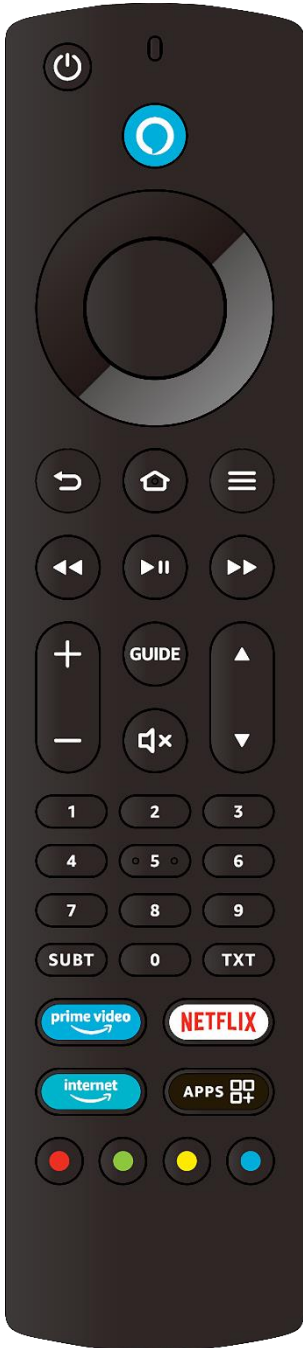 GUIDE
1 2 3
4 5 6
7 8 9
SUBT 0 TXT
prime video NETFLIX
internet APPS